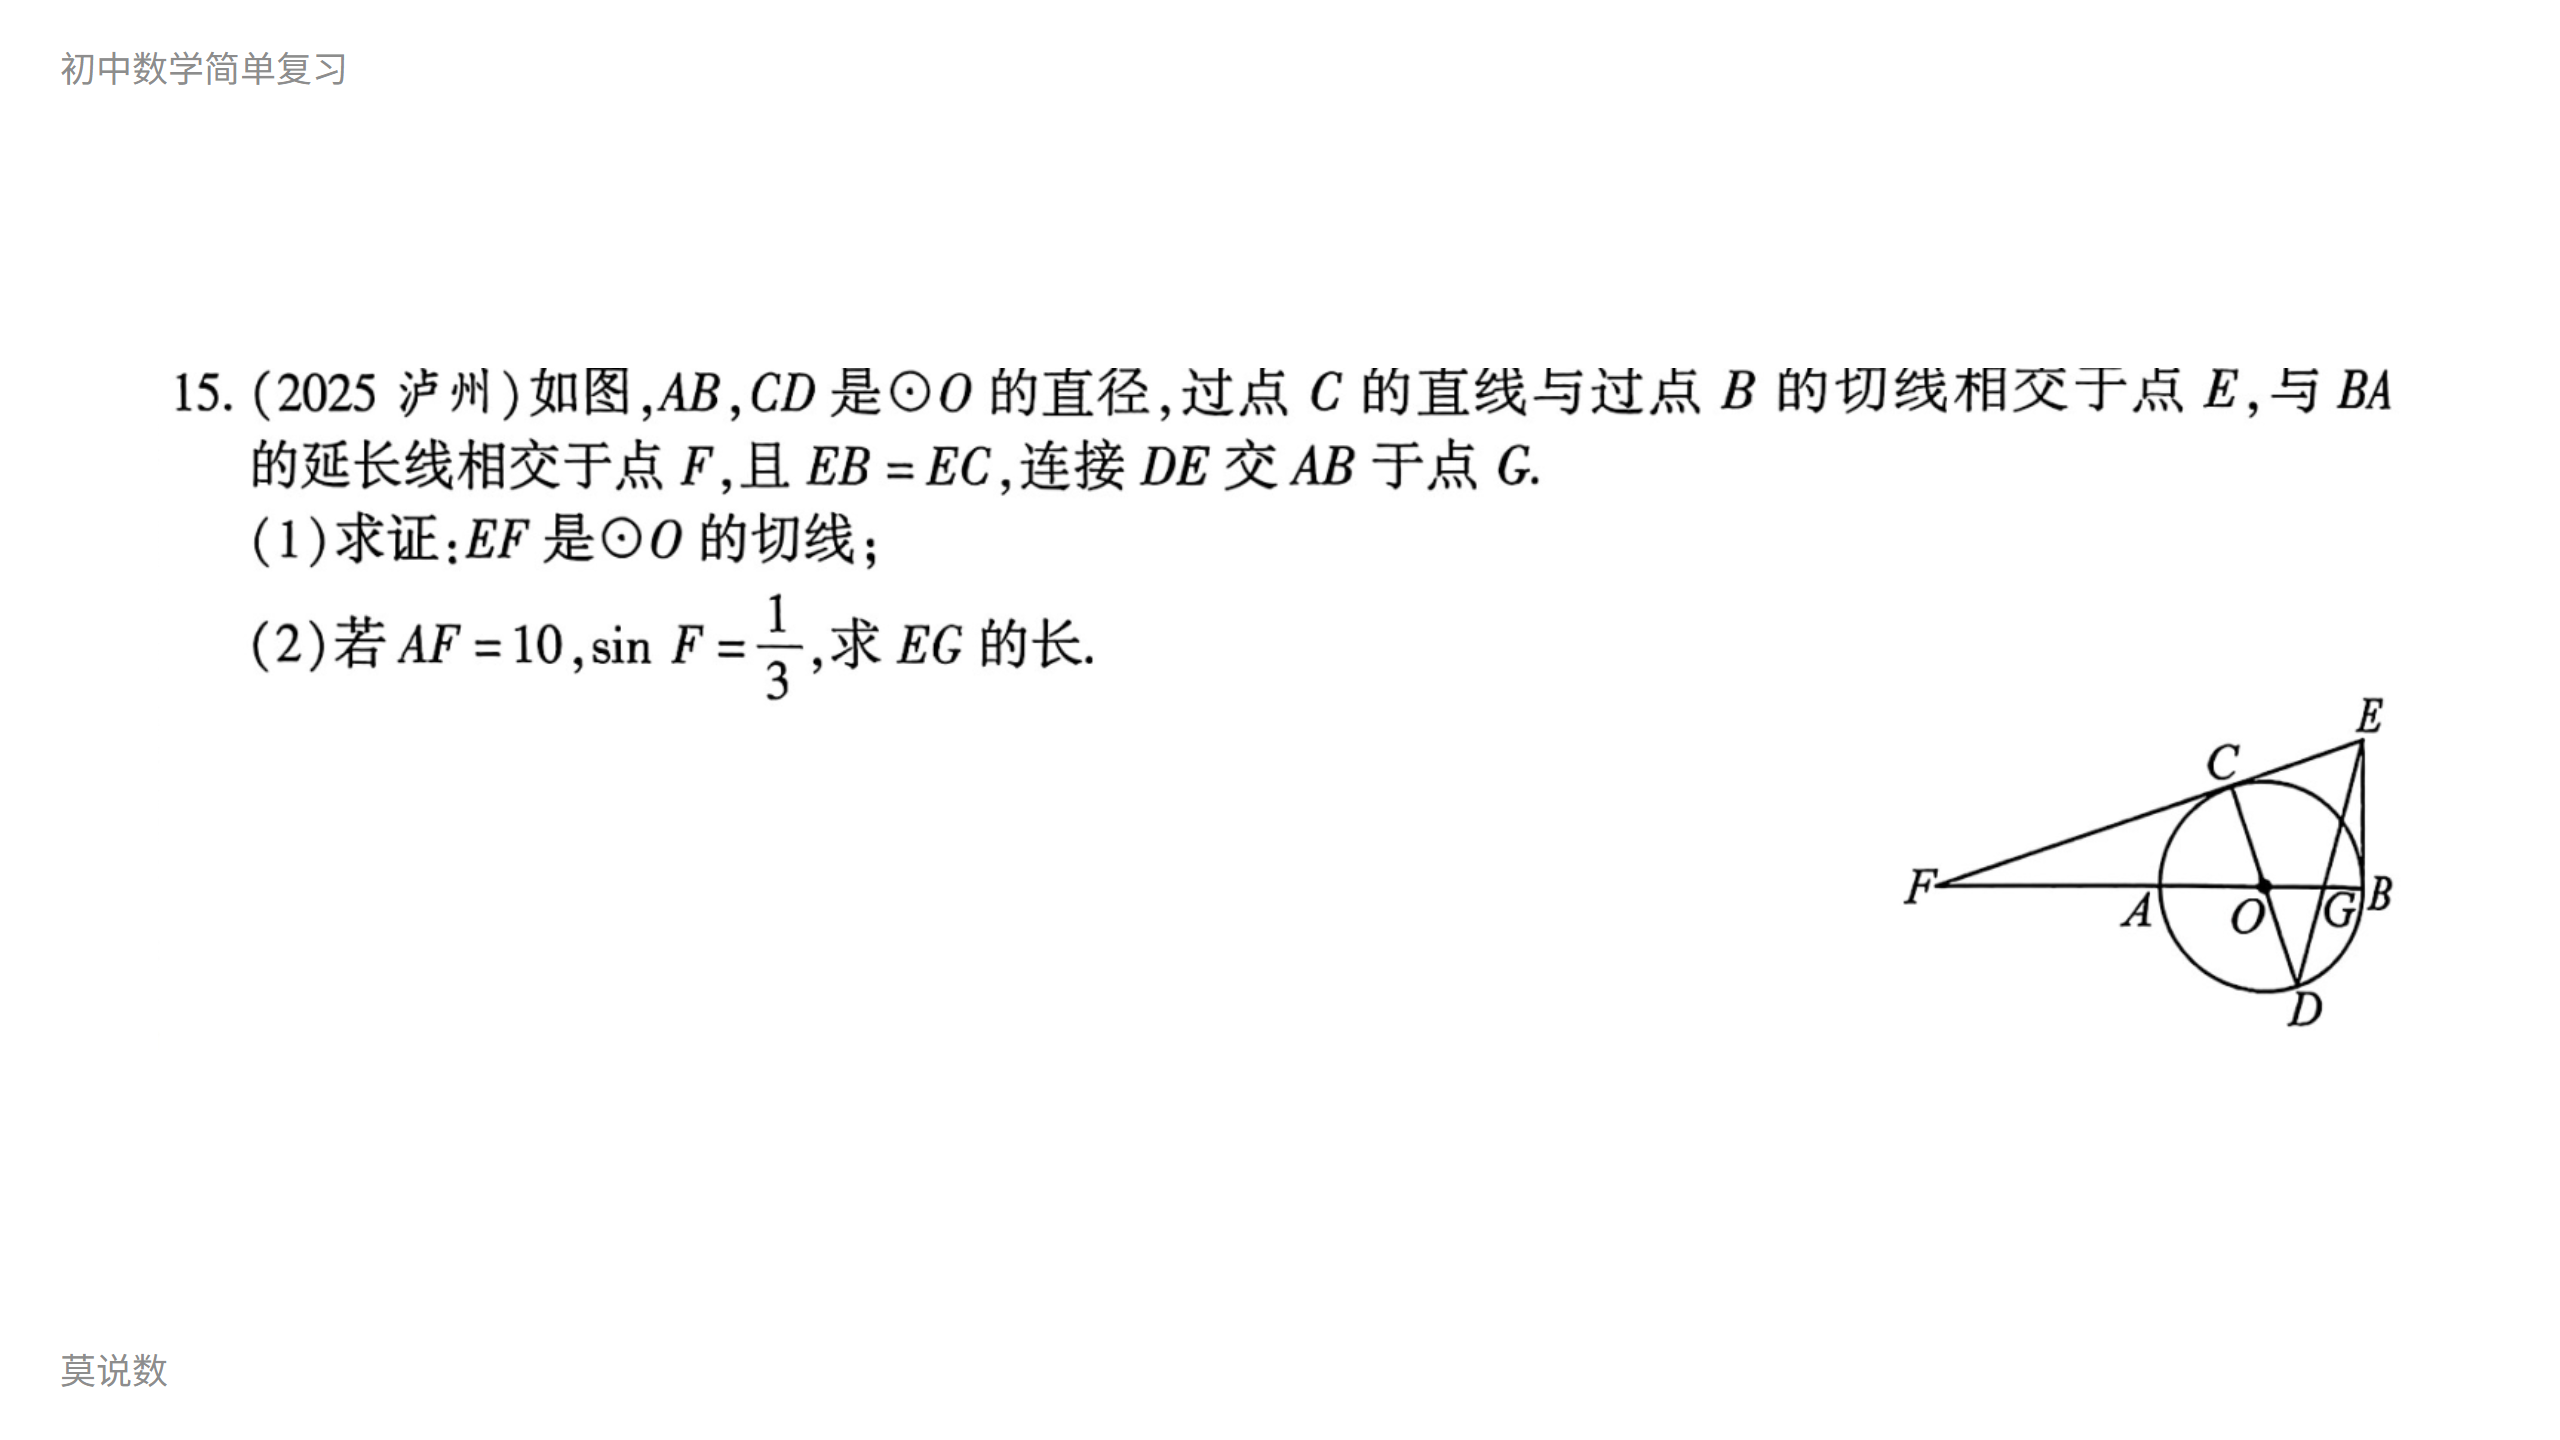 初中数学简单复习
15. (2025 泸州)如图,AB,CD 是⊙O 的直径,过点 C 的直线与过点 B 的切线相交于点 E,与 BA
的延长线相交于点 F,且 EB = EC,连接 DE 交 AB 于点 G.
(1)求证:EF 是⊙O 的切线;
(2)若 AF = 10,sin F = 1/3,求 EG 的长.
E
C
F
A
O
G
B
D
莫说数